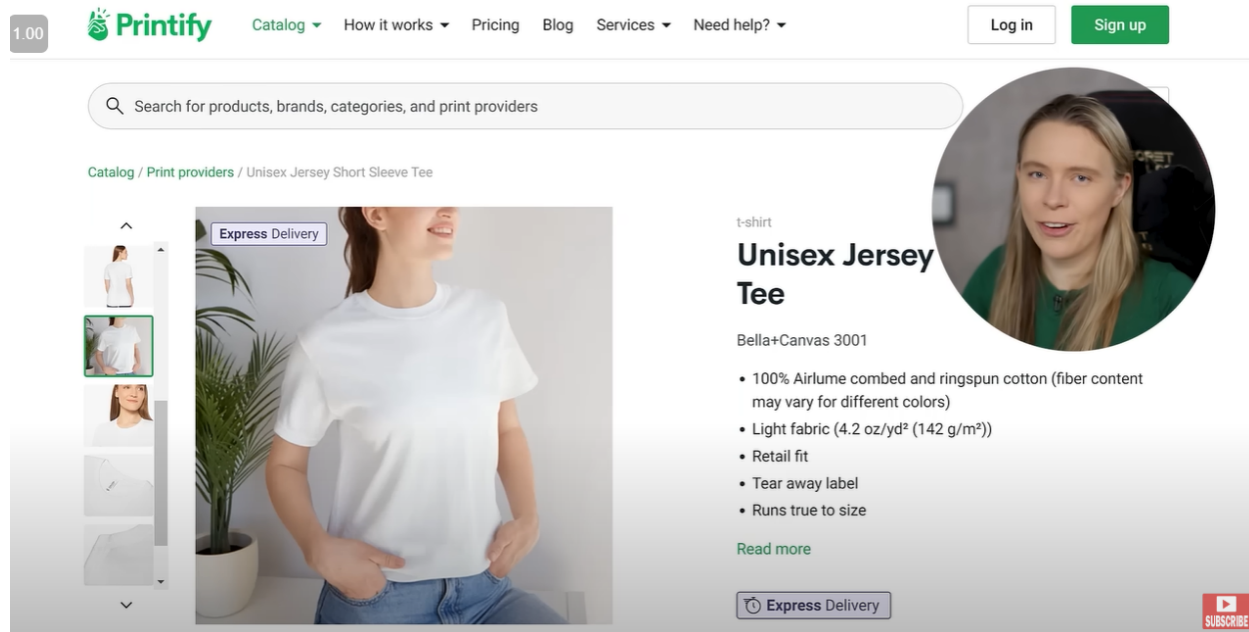 1.00
Printify
Catalog How it works Pricing Blog Services Need help? Log in Sign up
Search for products, brands, categories, and print providers
Catalog / Print providers / Unisex Jersey Short Sleeve Tee
Express Delivery
t-shirt
Unisex Jersey
Tee
Bella+Canvas 3001
• 100% Airlume combed and ringspun cotton (fiber content
may vary for different colors)
• Light fabric (4.2 oz/yd² (142 g/m²))
• Retail fit
• Tear away label
• Runs true to size
Read more
Express Delivery
SUBSCRIBE